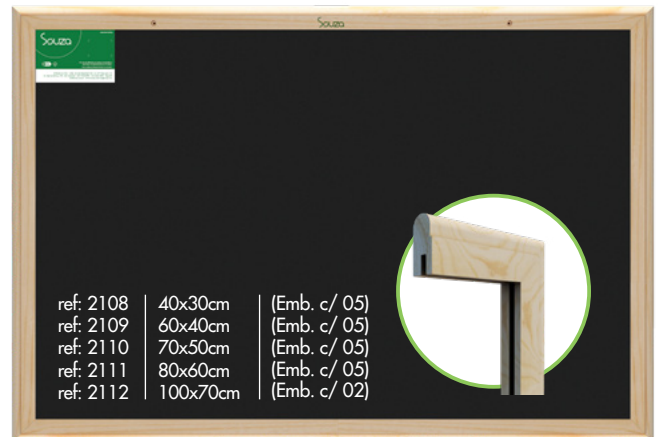 Souza
Souza
ref: 2108 40x30cm (Emb. c/ 05)
ref: 2109 60x40cm (Emb. c/ 05)
ref: 2110 70x50cm (Emb. c/ 05)
ref: 2111 80x60cm (Emb. c/ 05)
ref: 2112 100x70cm (Emb. c/ 02)